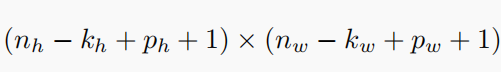 (n_h − k_h + p_h + 1) × (n_w − k_w + p_w + 1)